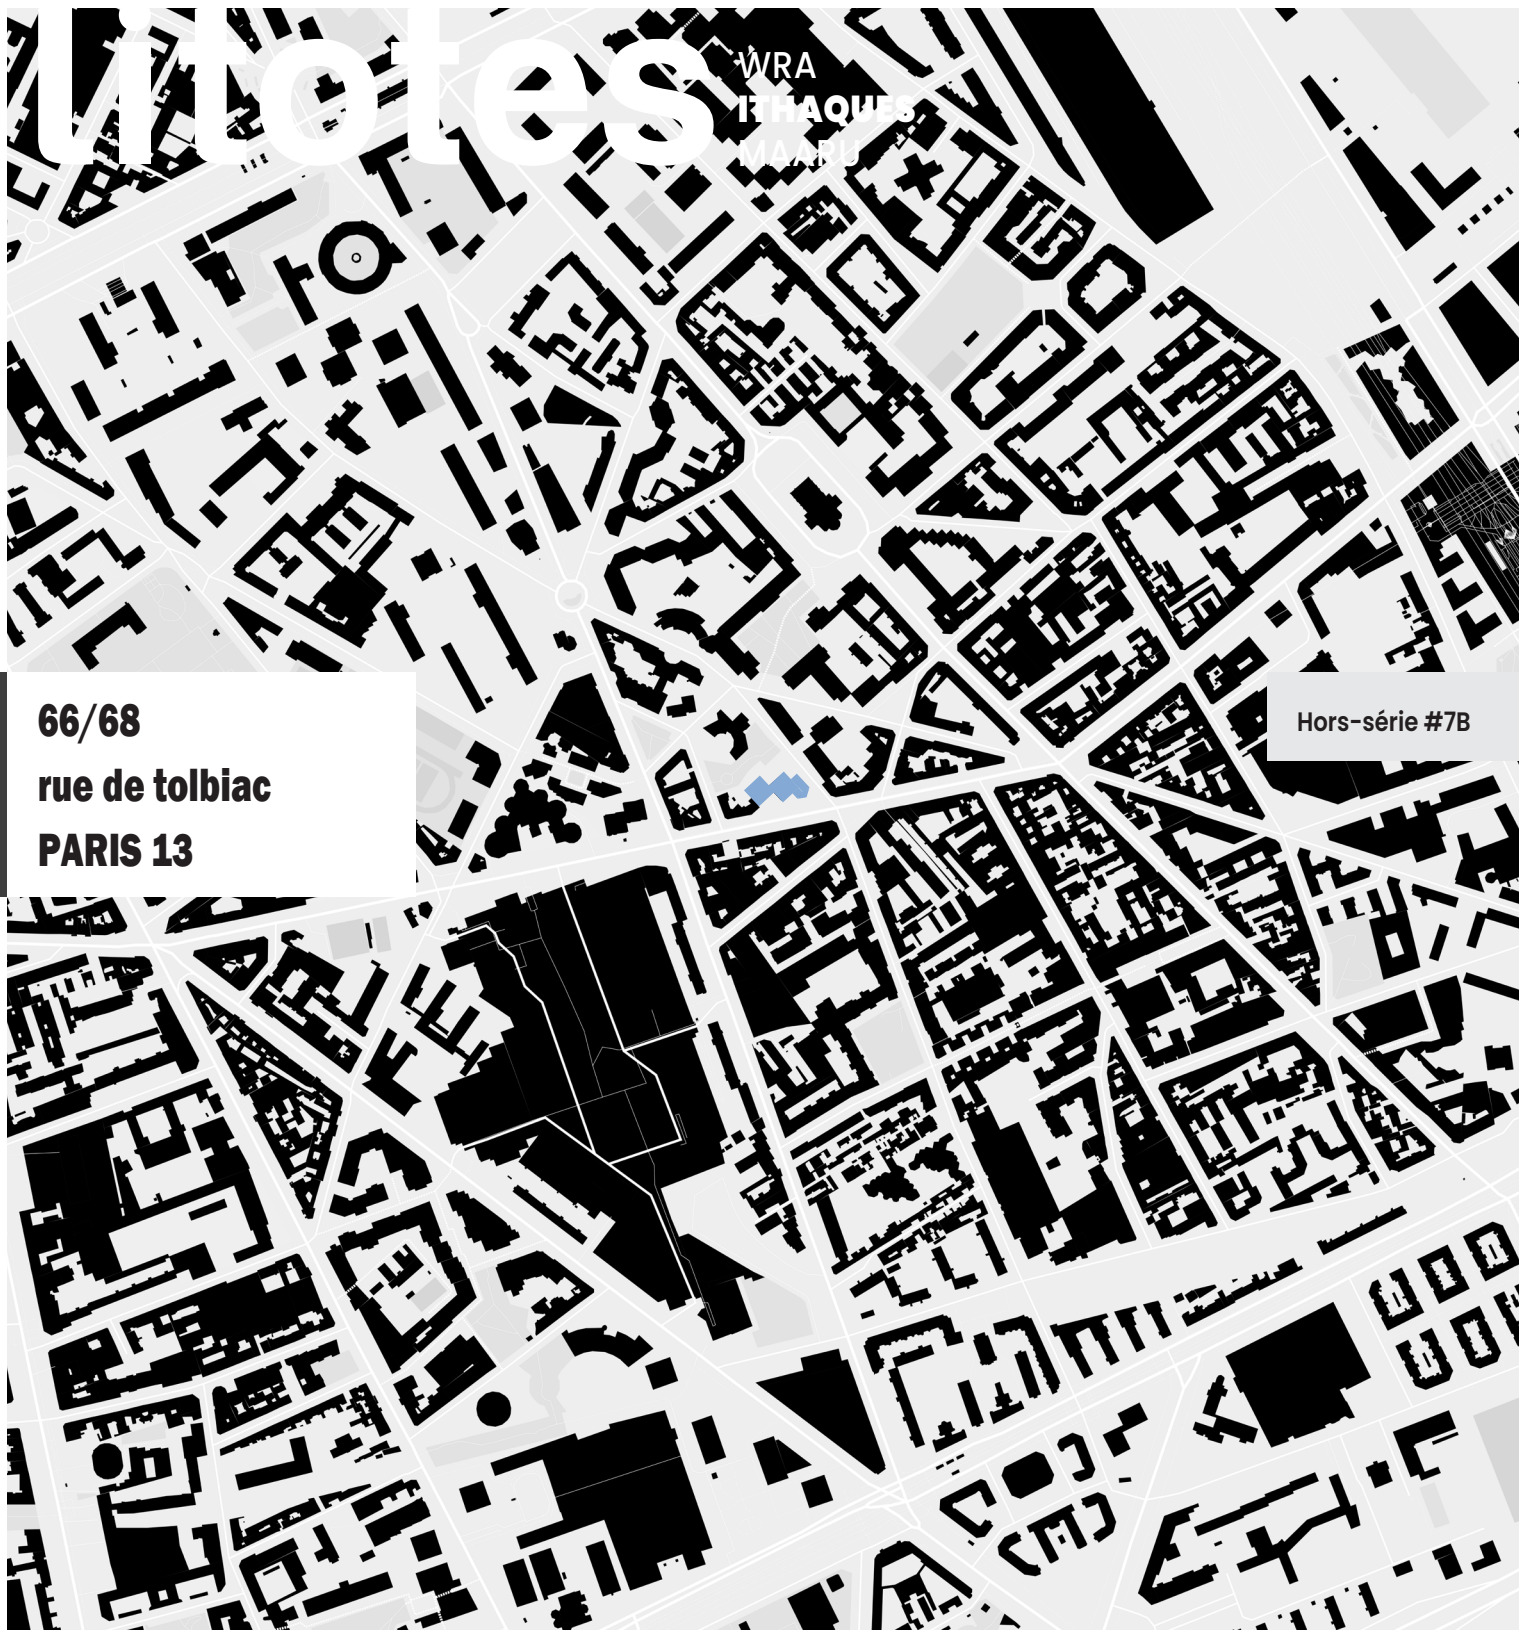 litotes
WRA
ITHAQUES
MAARU
66/68
rue de tolbiac
PARIS 13
Hors-série #7B